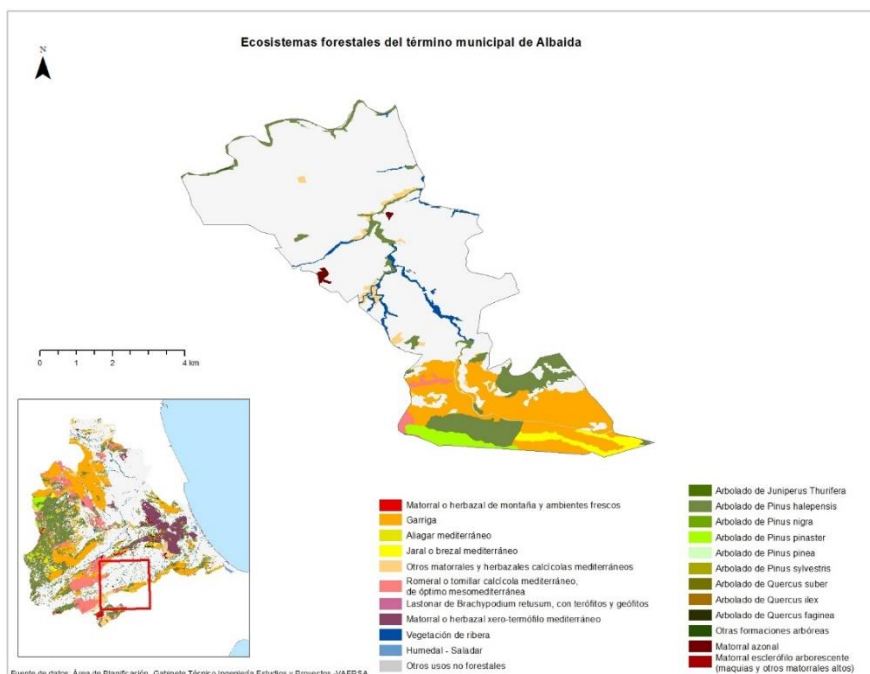 Ecosistemas forestales del término municipal de Albaida
N
0 1 2 4 km
Matorral o herbazal de montaña y ambientes frescos
Garriga
Aliagar mediterráneo
Jaral o brezal mediterráneo
Otros matorrales y herbazales calcícolas mediterráneos
Romeral o tomillar calcícola mediterráneo,
de óptimo mesomediterránea
Lastonar de Brachypodium retusum, con terófitos y geófitos
Matorral o herbazal xero-termófilo mediterráneo
Vegetación de ribera
Humedal - Saladar
Otros usos no forestales
Arbolado de Juniperus Thurifera
Arbolado de Pinus halepensis
Arbolado de Pinus nigra
Arbolado de Pinus pinaster
Arbolado de Pinus pinea
Arbolado de Pinus sylvestris
Arbolado de Quercus suber
Arbolado de Quercus ilex
Arbolado de Quercus faginea
Otras formaciones arbóreas
Matorral azonal
Matorral esclerófilo arborescente
(maquias y otros matorrales altos)
Fuente de datos: Área de Planificación. Gabinete Técnico Ingeniería Estudios y Proyectos -VAERSA